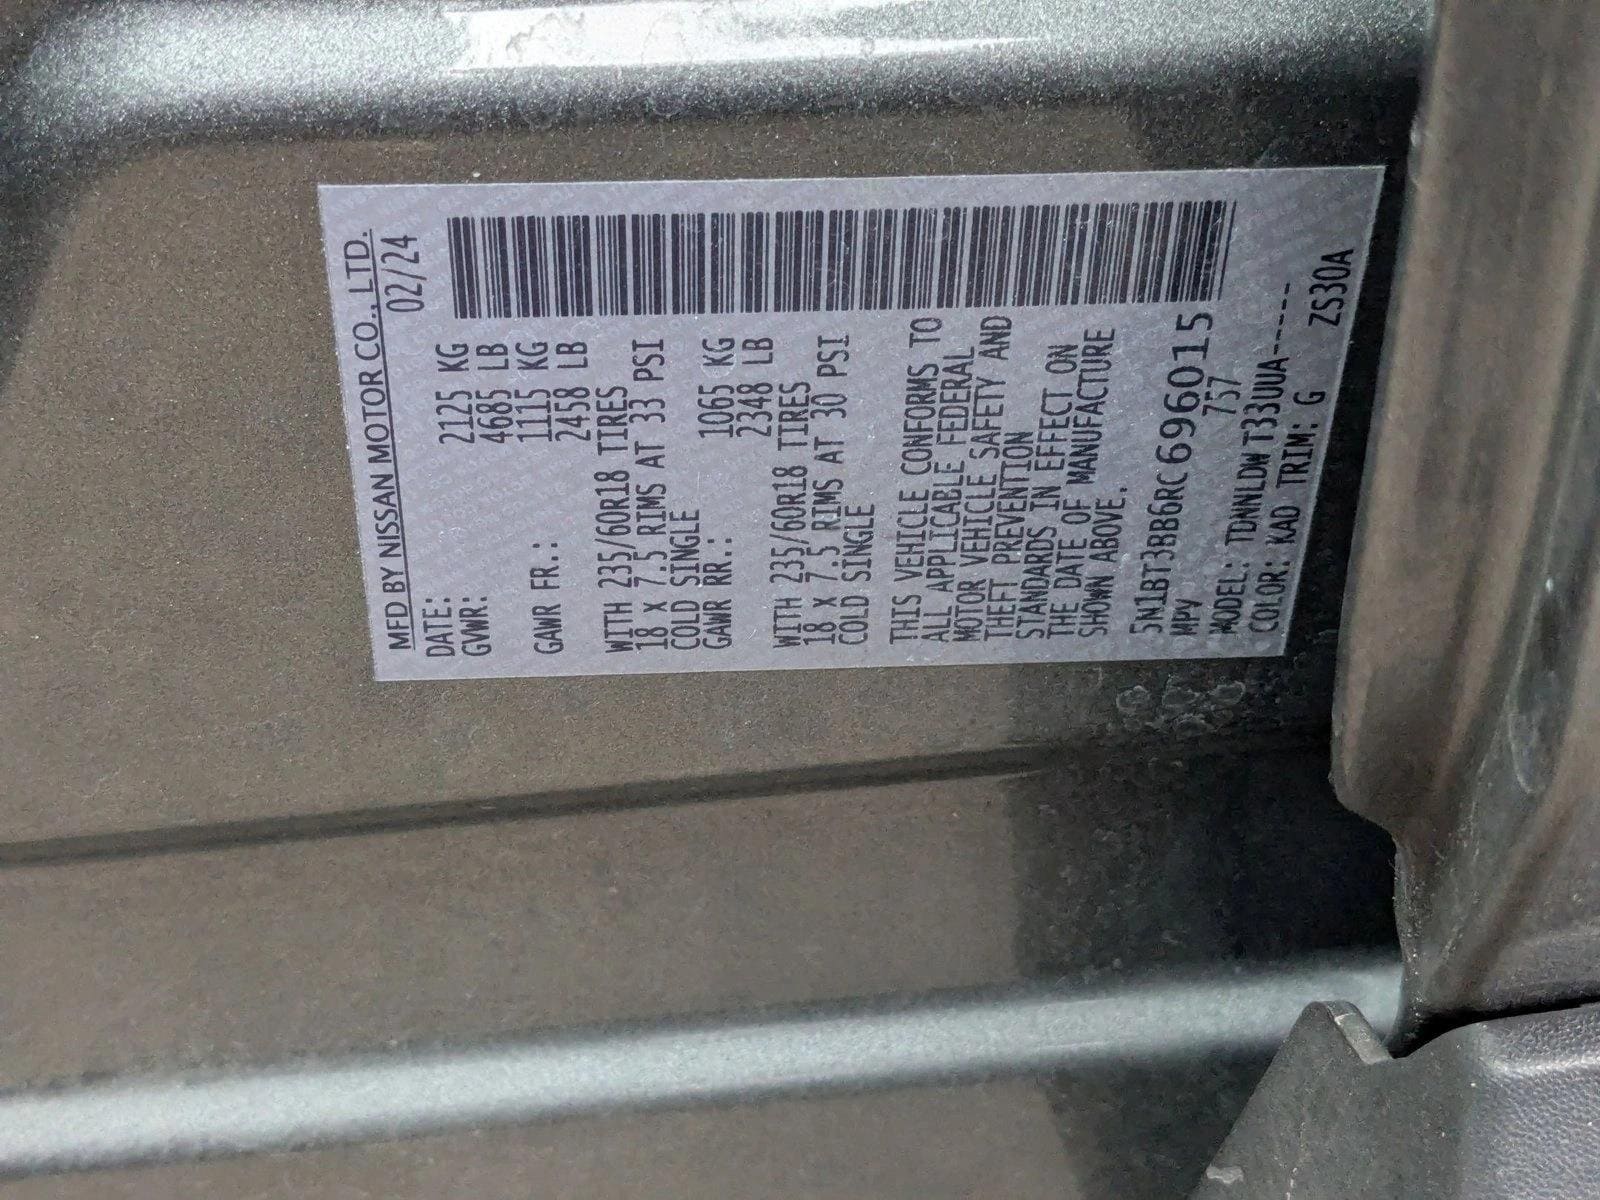 MFD BY NISSAN MOTOR CO., LTD.
DATE: 02/24
GVWR: 2125 KG
4685 LB
GAWR FR.: 1115 KG
2458 LB
WITH 235/60R18 TIRES
18 X 7.5 RIMS AT 33 PSI
COLD SINGLE
GAWR RR.: 1065 KG
2348 LB
WITH 235/60R18 TIRES
18 X 7.5 RIMS AT 30 PSI
COLD SINGLE
THIS VEHICLE CONFORMS TO
ALL APPLICABLE FEDERAL
MOTOR VEHICLE SAFETY AND
THEFT PREVENTION
STANDARDS IN EFFECT ON
THE DATE OF MANUFACTURE
SHOWN ABOVE.
5N1BT3BB6RC696015
MPV 757
MODEL: TDNNLDW T33UUA-----
COLOR: KAD TRIM: G ZS30A